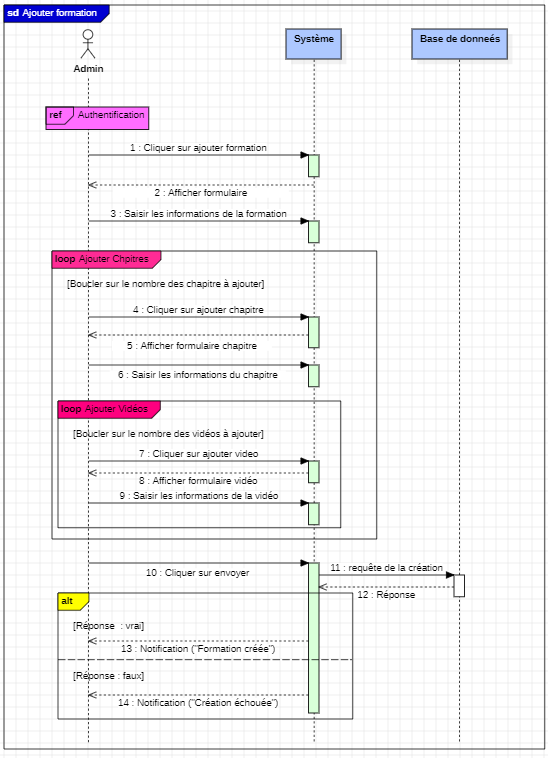 sd Ajouter formation
Système
Base de donneés
Admin
ref Authentification
1 : Cliquer sur ajouter formation
2 : Afficher formulaire
3 : Saisir les informations de la formation
loop Ajouter Chpitres
[Boucler sur le nombre des chapitre à ajouter]
4 : Cliquer sur ajouter chapitre
5 : Afficher formulaire chapitre
6 : Saisir les informations du chapitre
loop Ajouter Vidéos
[Boucler sur le nombre des vidéos à ajouter]
7 : Cliquer sur ajouter video
8 : Afficher formulaire vidéo
9 : Saisir les informations de la vidéo
10 : Cliquer sur envoyer
11 : requête de la création
12 : Réponse
alt
[Réponse : vrai]
13 : Notification ("Formation créée")
[Réponse : faux]
14 : Notification ("Création échouée")